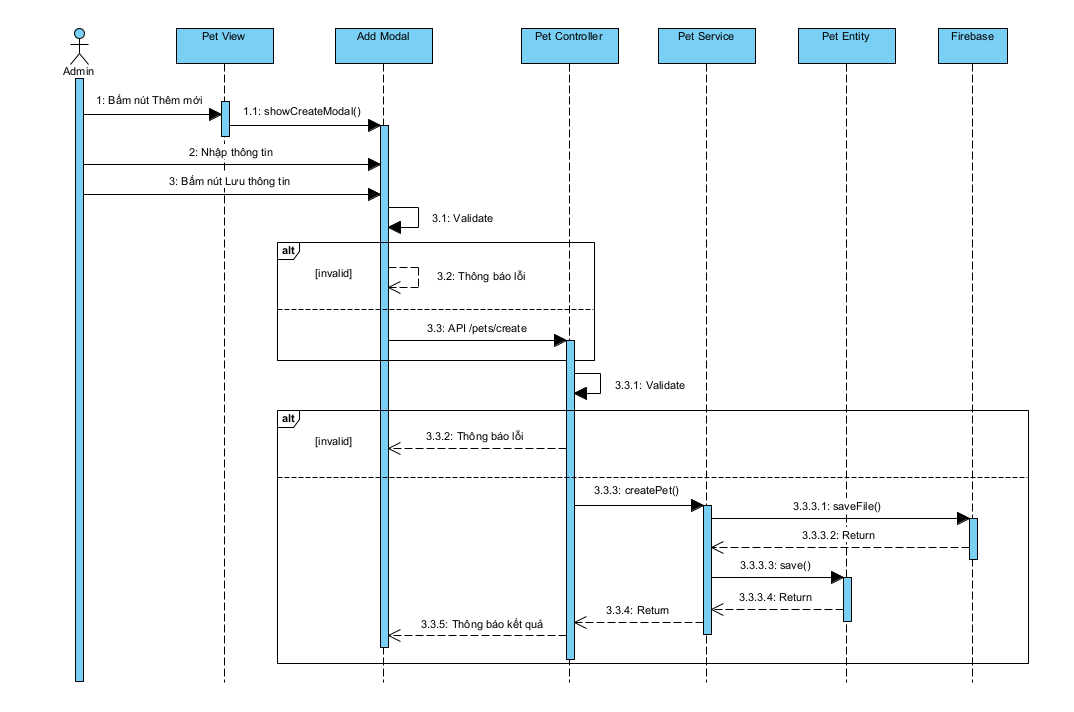 Pet View
Add Modal
Pet Controller
Pet Service
Pet Entity
Firebase
Admin
1: Bấm nút Thêm mới
1.1: showCreateModal()
2: Nhập thông tin
3: Bấm nút Lưu thông tin
3.1: Validate
alt
[invalid]
3.2: Thông báo lỗi
3.3: API /pets/create
3.3.1: Validate
alt
[invalid]
3.3.2: Thông báo lỗi
3.3.3: createPet()
3.3.3.1: saveFile()
3.3.3.2: Return
3.3.3.3: save()
3.3.3.4: Return
3.3.4: Return
3.3.5: Thông báo kết quả